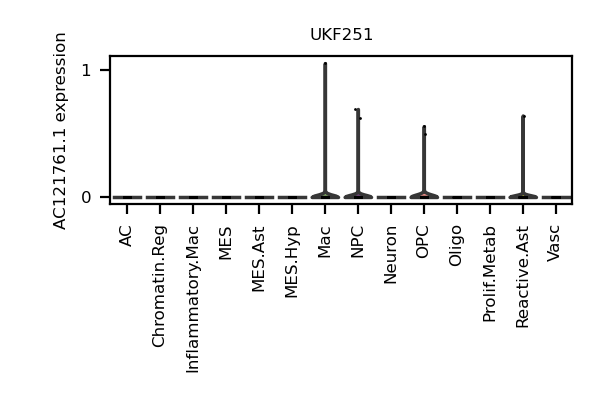 UKF251
AC121761.1 expression
1
0
AC
Chromatin.Reg
Inflammatory.Mac
MES
MES.Ast
MES.Hyp
Mac
NPC
Neuron
OPC
Oligo
Prolif.Metab
Reactive.Ast
Vasc